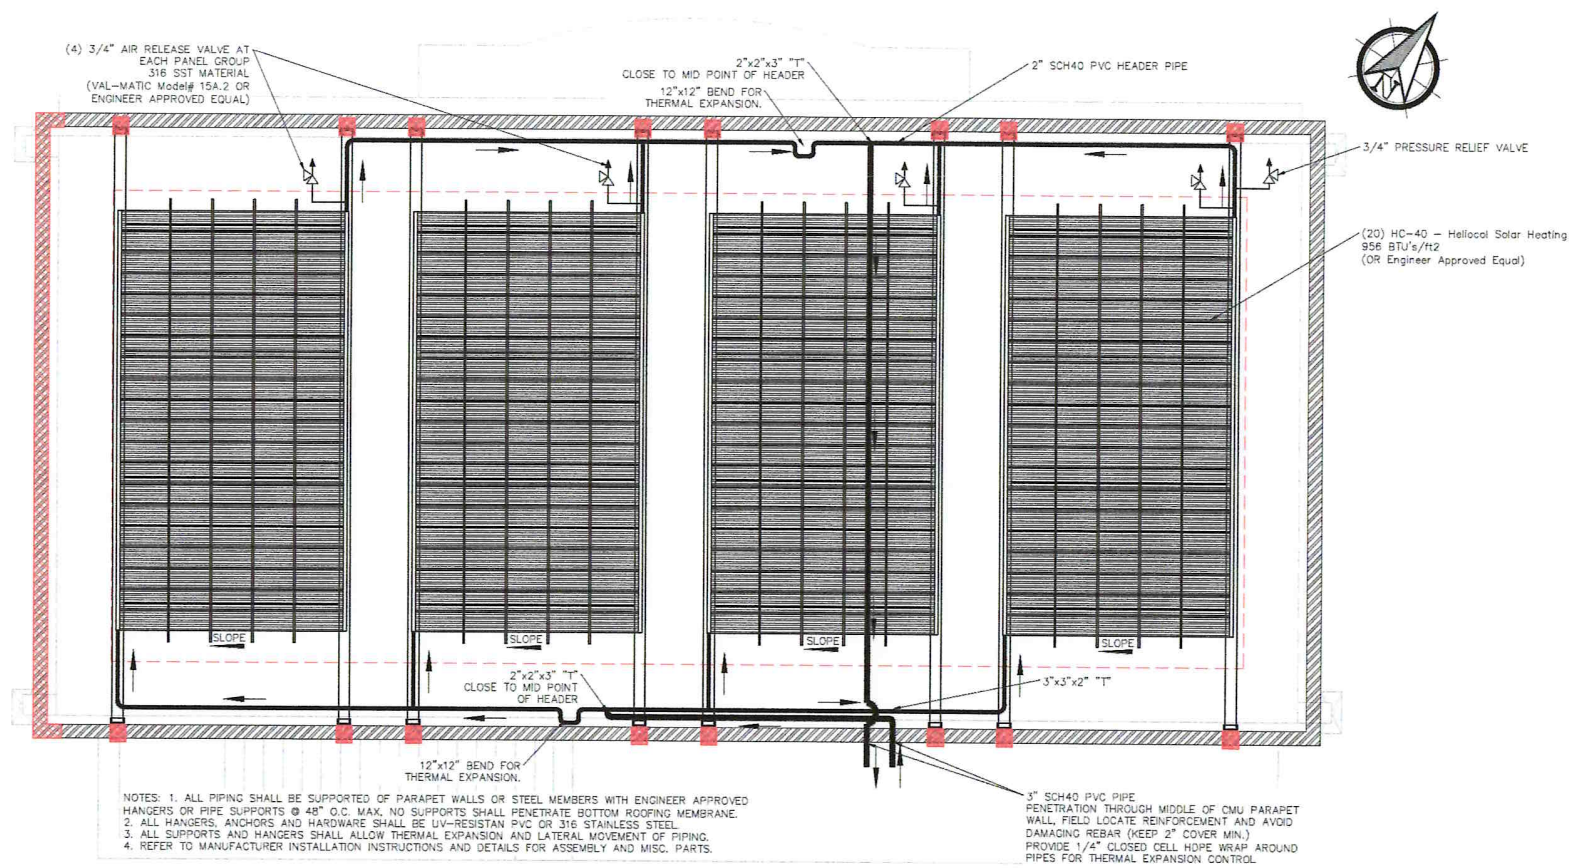 (4) 3/4" AIR RELEASE VALVE AT
EACH PANEL GROUP
316 SST MATERIAL
(VAL-MATIC Model# 15A.2 OR
ENGINEER APPROVED EQUAL)
2"x2"x3" "T"
CLOSE TO MID POINT OF HEADER
12"x12" BEND FOR
THERMAL EXPANSION.
2" SCH40 PVC HEADER PIPE
N
3/4" PRESSURE RELIEF VALVE
(20) HC-40 – Heliocol Solar Heating
956 BTU's/ft2
(OR Engineer Approved Equal)
SLOPE
SLOPE
SLOPE
SLOPE
2"x2"x3" "T"
CLOSE TO MID POINT
OF HEADER
3"x3"x2" "T"
12"x12" BEND FOR
THERMAL EXPANSION.
NOTES: 1. ALL PIPING SHALL BE SUPPORTED OF PARAPET WALLS OR STEEL MEMBERS WITH ENGINEER APPROVED
HANGERS OR PIPE SUPPORTS @ 48" O.C. MAX, NO SUPPORTS SHALL PENETRATE BOTTOM ROOFING MEMBRANE.
2. ALL HANGERS, ANCHORS AND HARDWARE SHALL BE UV-RESISTAN PVC OR 316 STAINLESS STEEL.
3. ALL SUPPORTS AND HANGERS SHALL ALLOW THERMAL EXPANSION AND LATERAL MOVEMENT OF PIPING.
4. REFER TO MANUFACTURER INSTALLATION INSTRUCTIONS AND DETAILS FOR ASSEMBLY AND MISC. PARTS.
3" SCH40 PVC PIPE
PENETRATION THROUGH MIDDLE OF CMU PARAPET
WALL, FIELD LOCATE REINFORCEMENT AND AVOID
DAMAGING REBAR (KEEP 2" COVER MIN.)
PROVIDE 1/4" CLOSED CELL HDPE WRAP AROUND
PIPES FOR THERMAL EXPANSION CONTROL